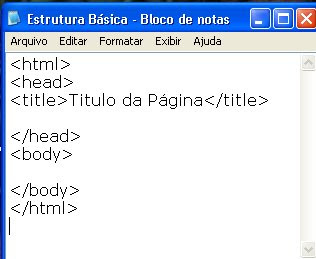 Estrutura Básica - Bloco de notas
Arquivo Editar Formatar Exibir Ajuda
<html>
<head>
<title>Titulo da Página</title>
</head>
<body>
</body>
</html>